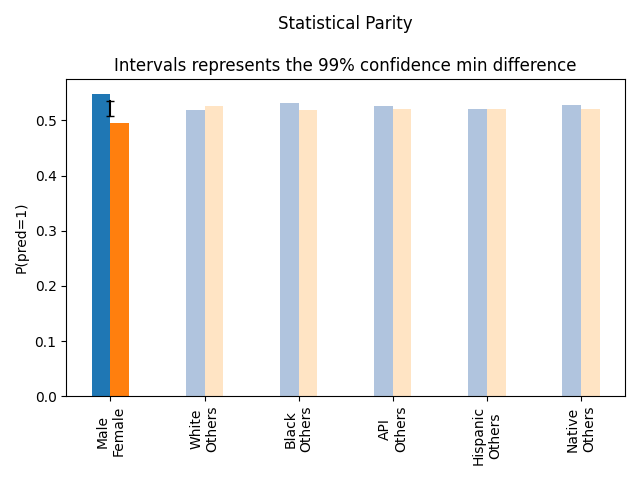 Statistical Parity
Intervals represents the 99% confidence min difference
P(pred=1)
0.5
0.4
0.3
0.2
0.1
0.0
Male
Female
White
Others
Black
Others
API
Others
Hispanic
Others
Native
Others